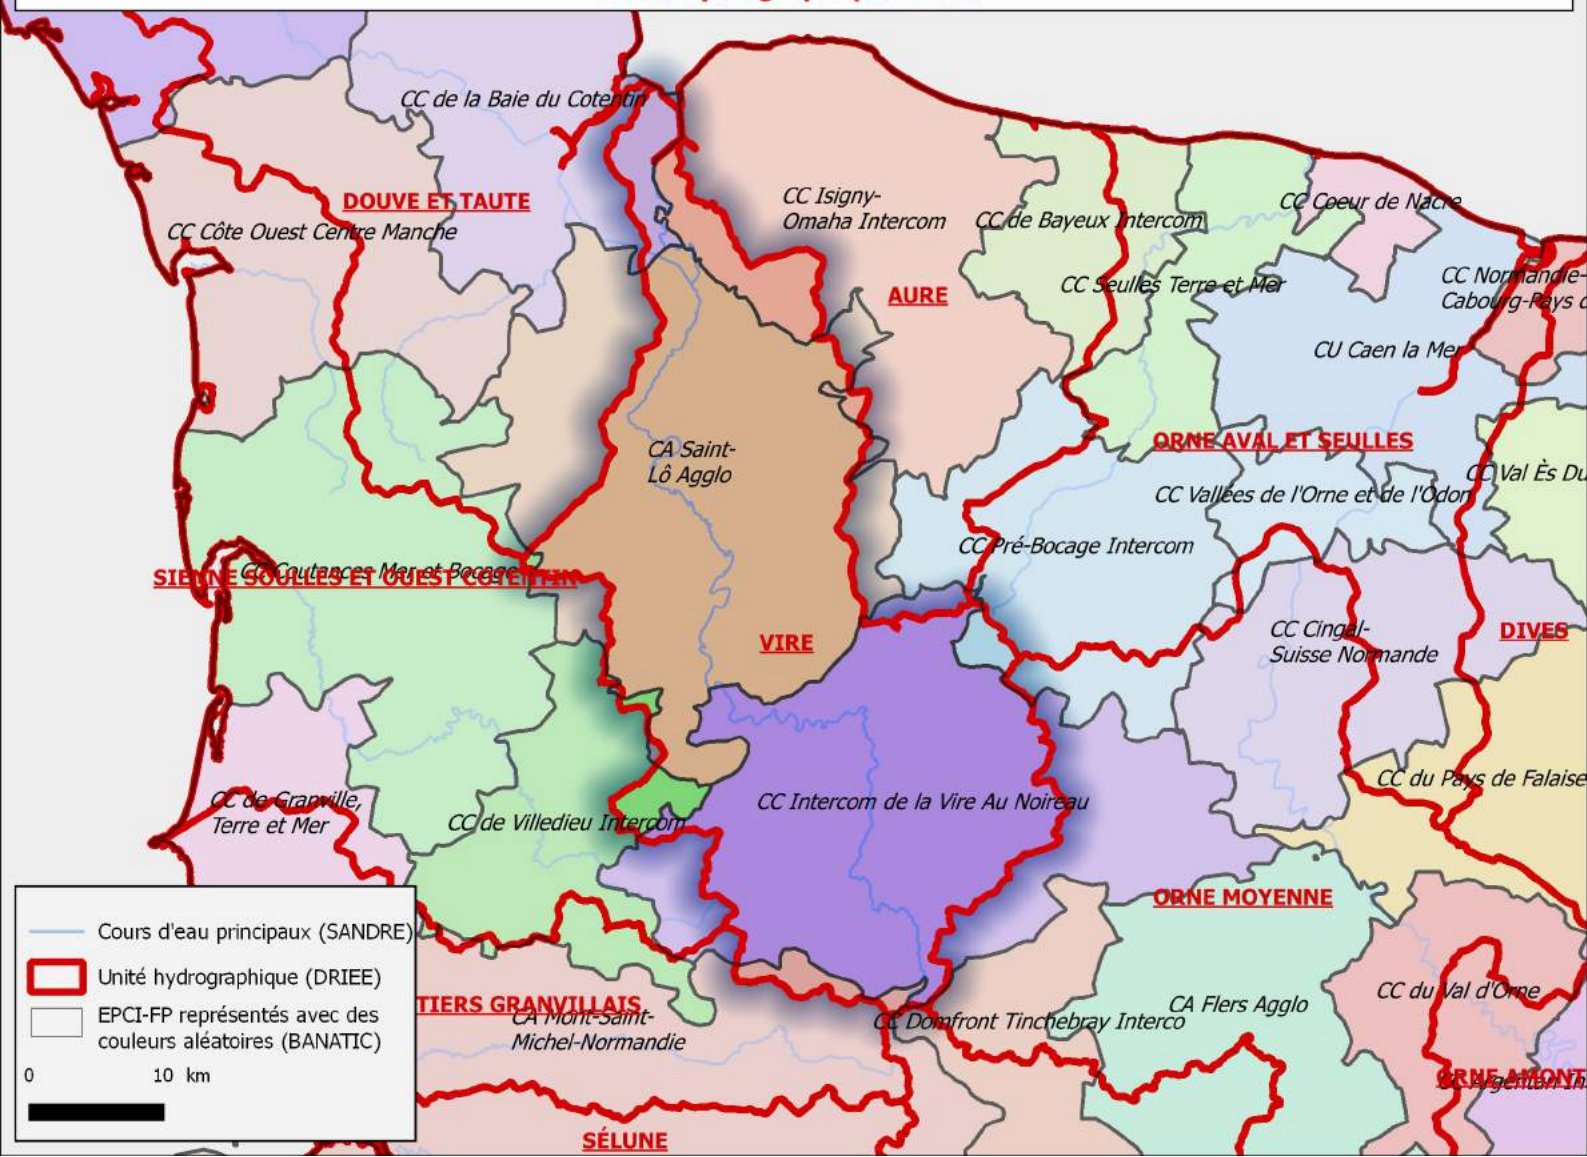 CC de la Baie du Cotentin
DOUVE ET TAUTE
CC Côte Ouest Centre Manche
CC Isigny-
Omaha Intercom
CC de Bayeux Intercom
CC Coeur de Nacre
CC Seulles Terre et Mer
AURE
CC Normandie-
Cabourg-Pays d
CU Caen la Mer
CA Saint-
Lô Agglo
ORNE AVAL ET SEULLES
CC Val Ès Du
CC Vallées de l'Orne et de l'Odon
CC Pré-Bocage Intercom
CC Coutances Mer et Bocage
SIENNE SOULLES ET OUEST COTENTIN
VIRE
CC Cingal-
Suisse Normande
DIVES
CC du Pays de Falaise
CC de Granville,
Terre et Mer
CC de Villedieu Intercom
CC Intercom de la Vire Au Noireau
ORNE MOYENNE
TIERS GRANVILLAIS
CA Mont-Saint-
Michel-Normandie
CC Domfront Tinchebray Interco
CA Flers Agglo
CC du Val d'Orne
ORNE AMONT
CC Argentan In
SÉLUNE
Cours d'eau principaux (SANDRE)
Unité hydrographique (DRIEE)
EPCI-FP représentés avec des
couleurs aléatoires (BANATIC)
0 10 km